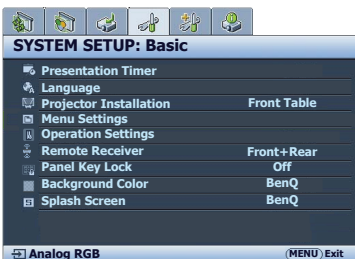 SYSTEM SETUP: Basic
Presentation Timer
Language
Projector Installation Front Table
Menu Settings
Operation Settings
Remote Receiver Front+Rear
Panel Key Lock Off
Background Color BenQ
Splash Screen BenQ
Analog RGB MENU Exit